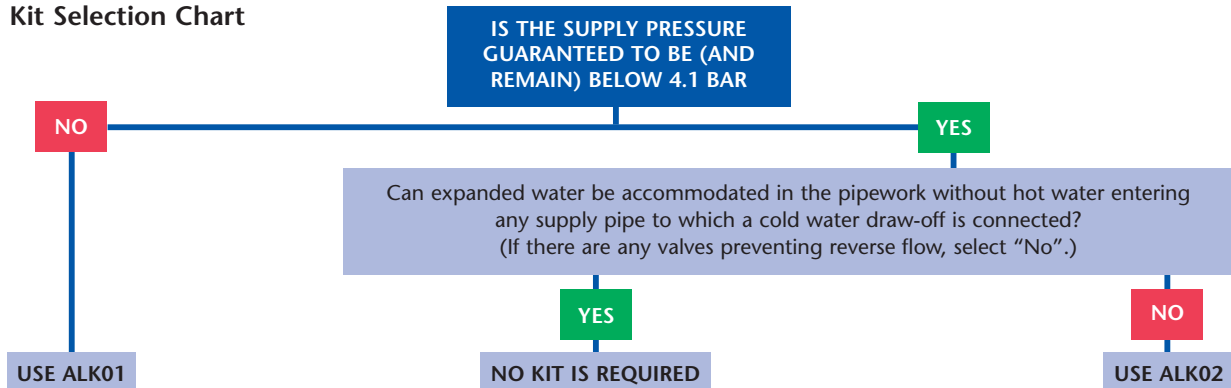 Kit Selection Chart
IS THE SUPPLY PRESSURE
GUARANTEED TO BE (AND
REMAIN) BELOW 4.1 BAR
NO
YES
Can expanded water be accommodated in the pipework without hot water entering
any supply pipe to which a cold water draw-off is connected?
(If there are any valves preventing reverse flow, select “No”.)
YES
NO
USE ALK01
NO KIT IS REQUIRED
USE ALK02